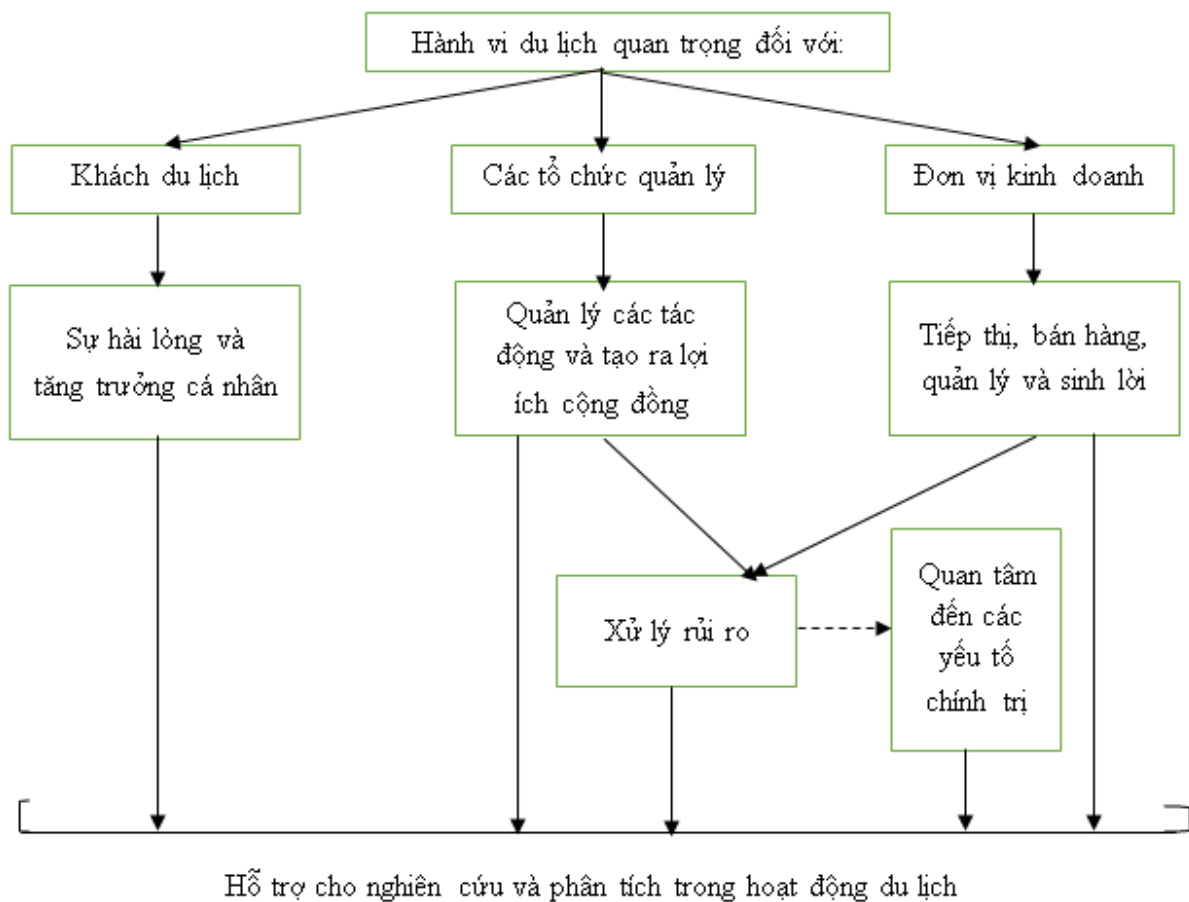 Hành vi du lịch quan trọng đối với:
Khách du lịch
Các tổ chức quản lý
Đơn vị kinh doanh
Sự hài lòng và
tăng trưởng cá nhân
Quản lý các tác
động và tạo ra lợi
ích cộng đồng
Tiếp thị, bán hàng,
quản lý và sinh lời
Xử lý rủi ro
Quan tâm
đến các
yếu tố
chính trị
Hỗ trợ cho nghiên cứu và phân tích trong hoạt động du lịch